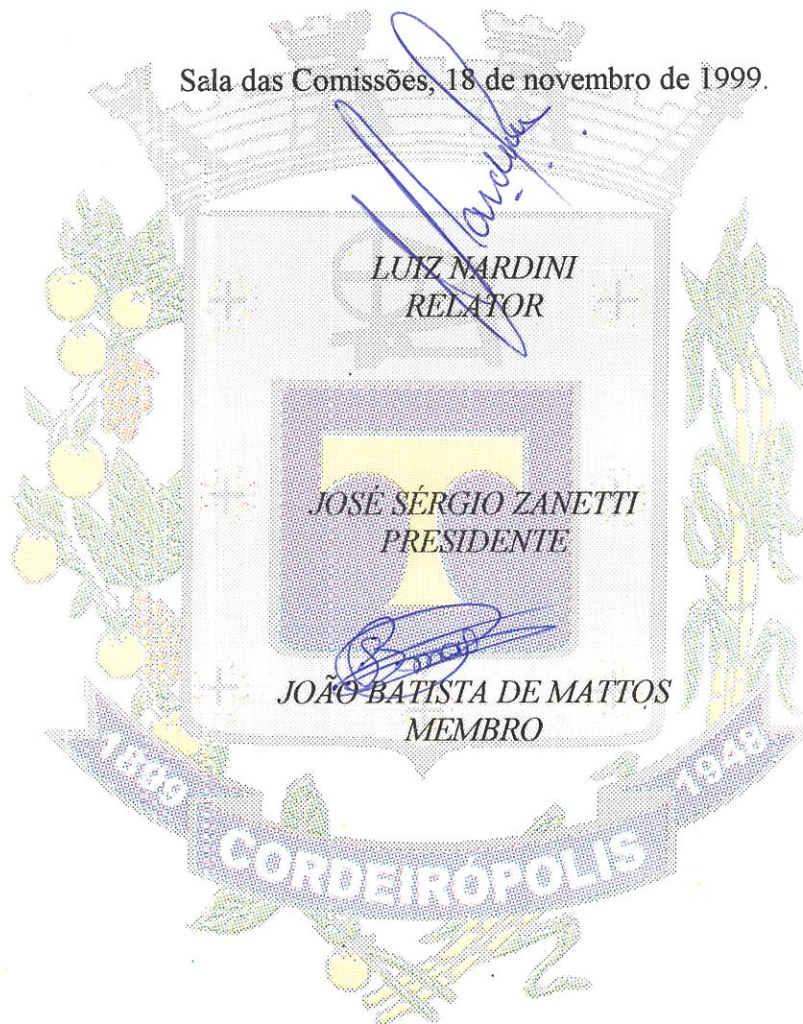 Sala das Comissões, 18 de novembro de 1999.
LUIZ NARDINI
RELATOR
JOSÉ SÉRGIO ZANETTI
PRESIDENTE
JOÃO BATISTA DE MATTOS
MEMBRO
1899
1948
CORDEIRÓPOLIS